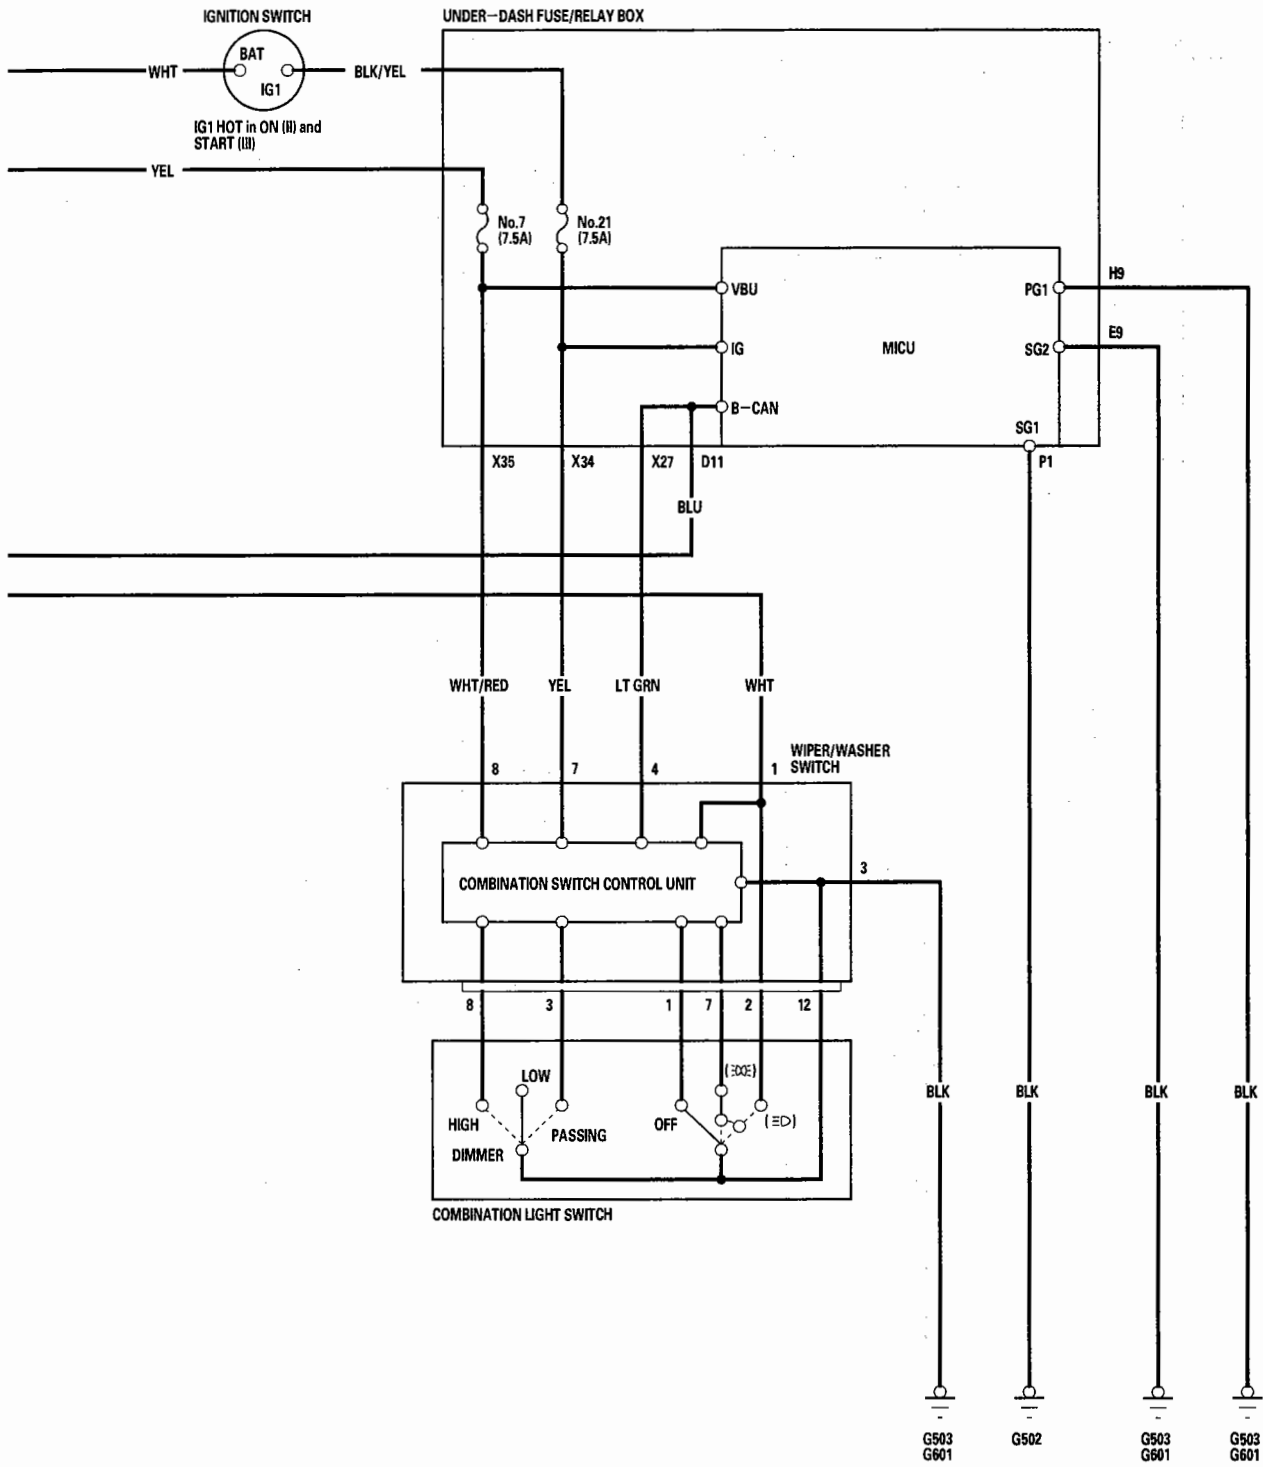 IGNITION SWITCH
UNDER-DASH FUSE/RELAY BOX
BAT
WHT
BLK/YEL
IG1
IG1 HOT in ON (II) and
START (III)
YEL
No.7
(7.5A)
No.21
(7.5A)
H9
VBU
PG1
E9
IG
MICU
SG2
B-CAN
SG1
X35
X34
X27
D11
P1
BLU
WHT/RED
YEL
LT GRN
WHT
WIPER/WASHER
SWITCH
8
7
4
1
3
COMBINATION SWITCH CONTROL UNIT
8
3
1
7
2
12
LOW
HIGH
PASSING
OFF
DIMMER
BLK
BLK
BLK
BLK
COMBINATION LIGHT SWITCH
G503
G601
G502
G503
G601
G503
G601